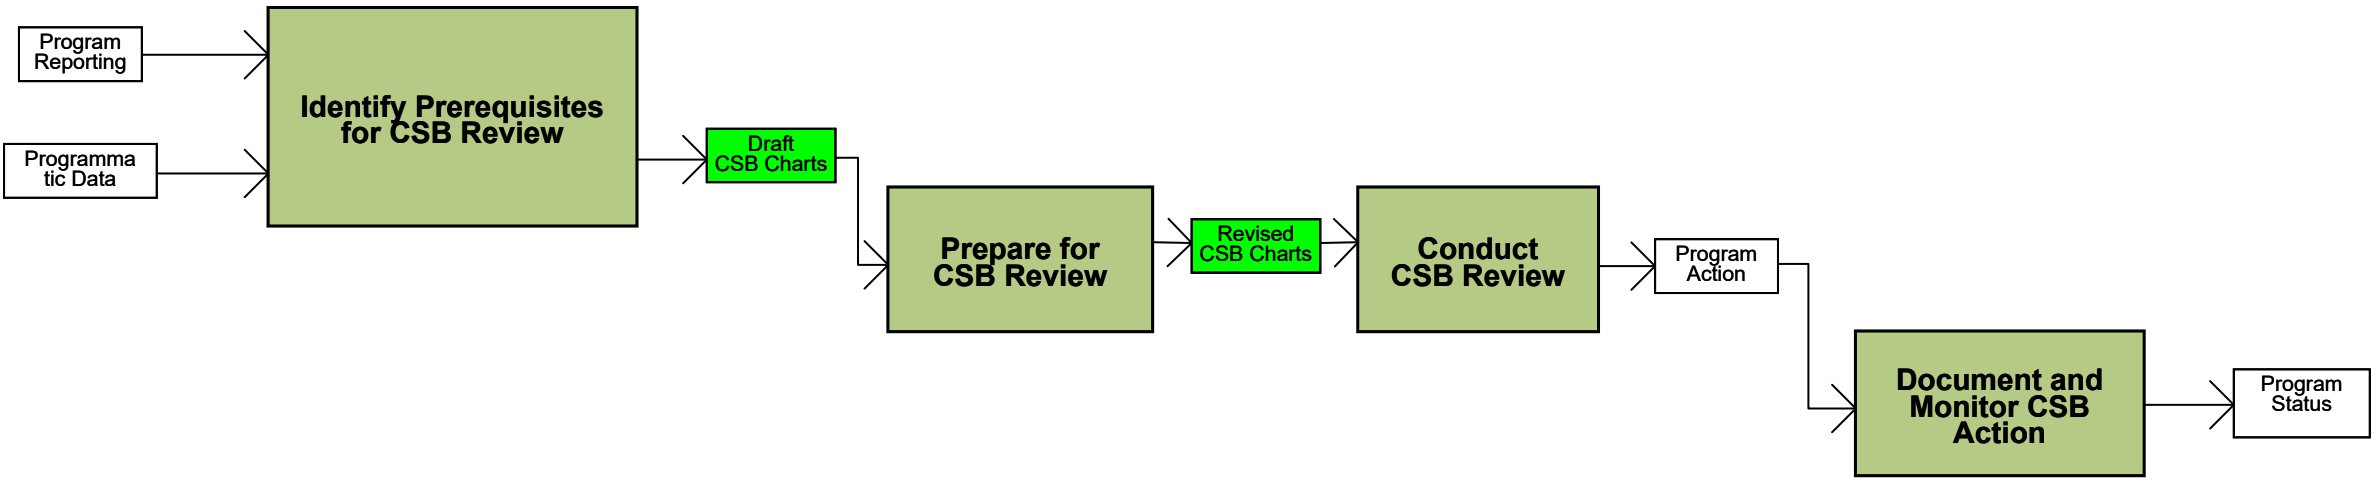 Program
Reporting
Programma
tic Data
Identify Prerequisites
for CSB Review
Draft
CSB Charts
Prepare for
CSB Review
Revised
CSB Charts
Conduct
CSB Review
Program
Action
Document and
Monitor CSB
Action
Program
Status